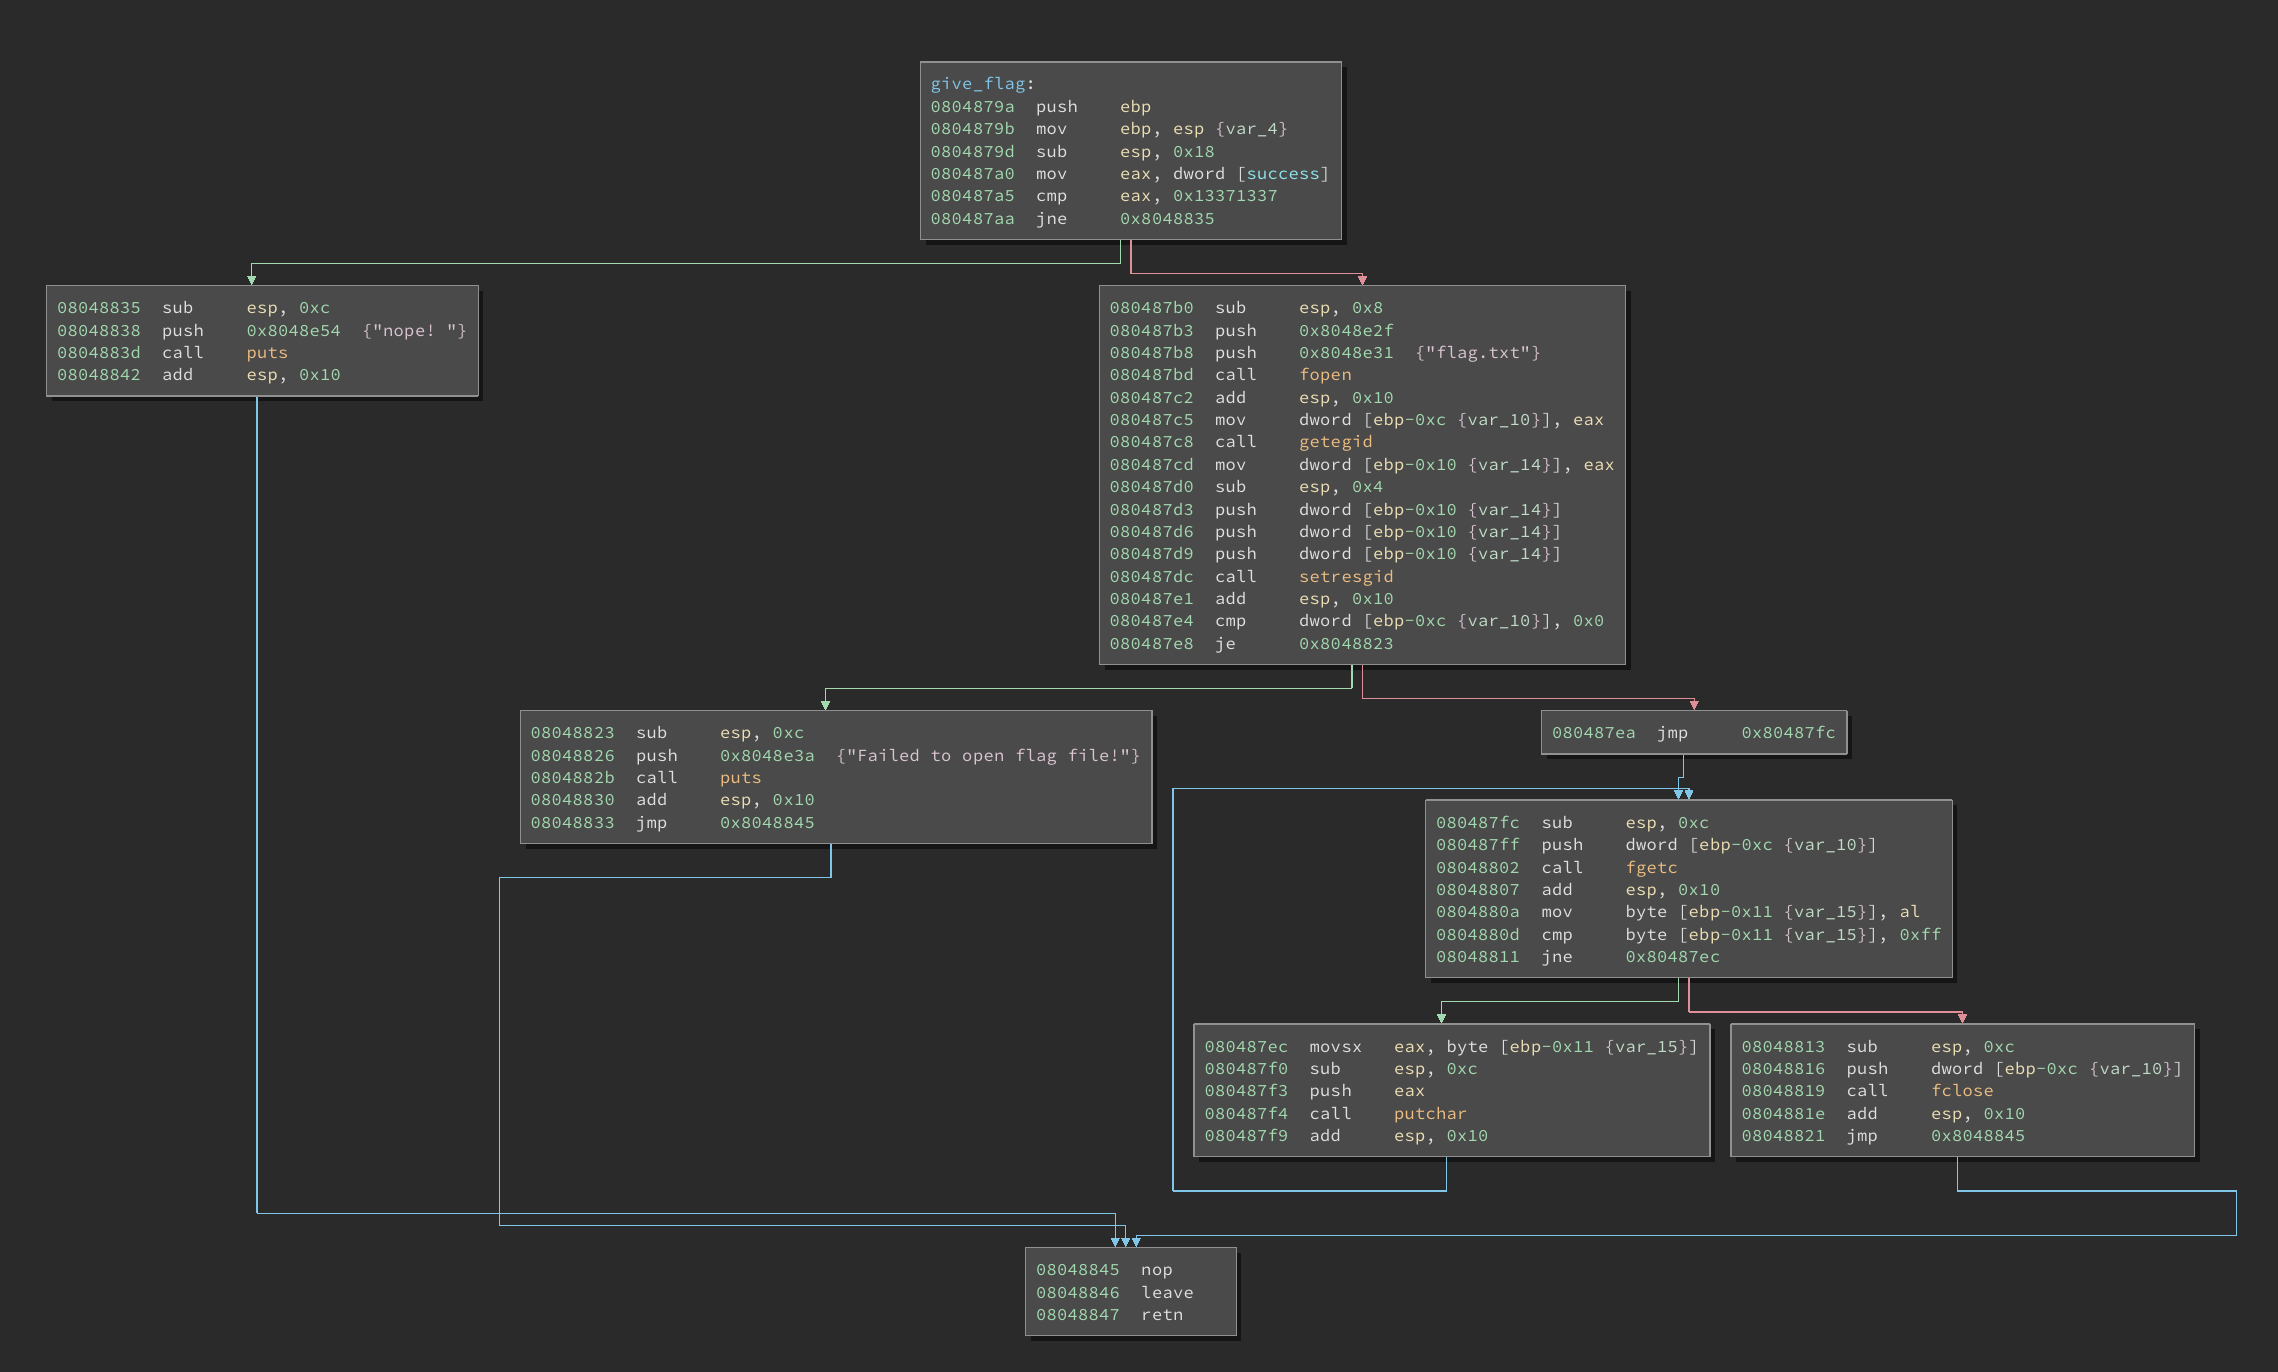 give_flag:
0804879a  push    ebp
0804879b  mov     ebp, esp {var_4}
0804879d  sub     esp, 0x18
080487a0  mov     eax, dword [success]
080487a5  cmp     eax, 0x13371337
080487aa  jne     0x8048835
08048835  sub     esp, 0xc
08048838  push    0x8048e54  {"nope! "}
0804883d  call    puts
08048842  add     esp, 0x10
080487b0  sub     esp, 0x8
080487b3  push    0x8048e2f
080487b8  push    0x8048e31  {"flag.txt"}
080487bd  call    fopen
080487c2  add     esp, 0x10
080487c5  mov     dword [ebp-0xc {var_10}], eax
080487c8  call    getegid
080487cd  mov     dword [ebp-0x10 {var_14}], eax
080487d0  sub     esp, 0x4
080487d3  push    dword [ebp-0x10 {var_14}]
080487d6  push    dword [ebp-0x10 {var_14}]
080487d9  push    dword [ebp-0x10 {var_14}]
080487dc  call    setresgid
080487e1  add     esp, 0x10
080487e4  cmp     dword [ebp-0xc {var_10}], 0x0
080487e8  je      0x8048823
08048823  sub     esp, 0xc
08048826  push    0x8048e3a  {"Failed to open flag file!"}
0804882b  call    puts
08048830  add     esp, 0x10
08048833  jmp     0x8048845
080487ea  jmp     0x80487fc
080487fc  sub     esp, 0xc
080487ff  push    dword [ebp-0xc {var_10}]
08048802  call    fgetc
08048807  add     esp, 0x10
0804880a  mov     byte [ebp-0x11 {var_15}], al
0804880d  cmp     byte [ebp-0x11 {var_15}], 0xff
08048811  jne     0x80487ec
080487ec  movsx   eax, byte [ebp-0x11 {var_15}]
080487f0  sub     esp, 0xc
080487f3  push    eax
080487f4  call    putchar
080487f9  add     esp, 0x10
08048813  sub     esp, 0xc
08048816  push    dword [ebp-0xc {var_10}]
08048819  call    fclose
0804881e  add     esp, 0x10
08048821  jmp     0x8048845
08048845  nop
08048846  leave
08048847  retn